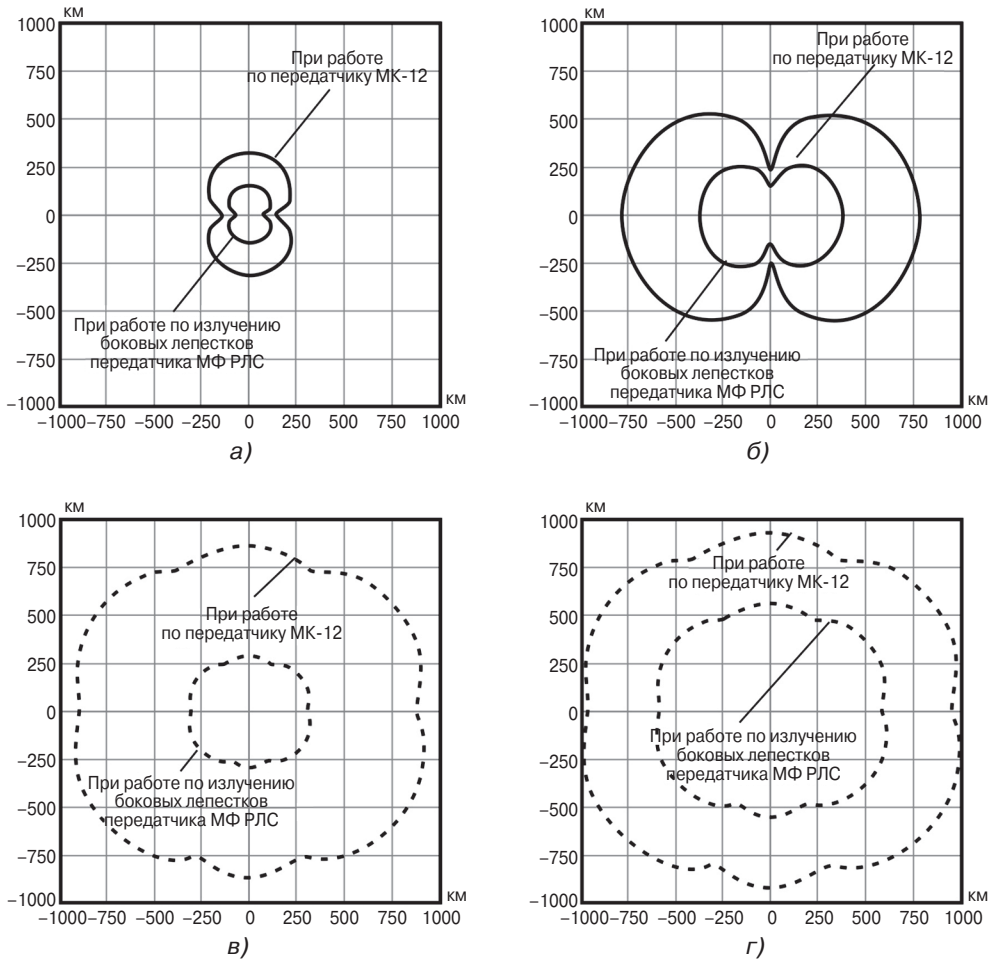 км
1000
750
500
250
0
−250
−500
−750
−1000
При работе
по передатчику МК-12
При работе по излучению
боковых лепестков
передатчика МФ РЛС
км
−1000 −750 −500 −250 0 250 500 750 1000
а)
км
1000
750
500
250
0
−250
−500
−750
−1000
При работе
по передатчику МК-12
При работе по излучению
боковых лепестков
передатчика МФ РЛС
км
−1000 −750 −500 −250 0 250 500 750 1000
б)
км
1000
750
500
250
0
−250
−500
−750
−1000
При работе
по передатчику МК-12
При работе по излучению
боковых лепестков
передатчика МФ РЛС
км
−1000 −750 −500 −250 0 250 500 750 1000
в)
км
1000
750
500
250
0
−250
−500
−750
−1000
При работе
по передатчику МК-12
При работе по излучению
боковых лепестков
передатчика МФ РЛС
км
−1000 −750 −500 −250 0 250 500 750 1000
г)